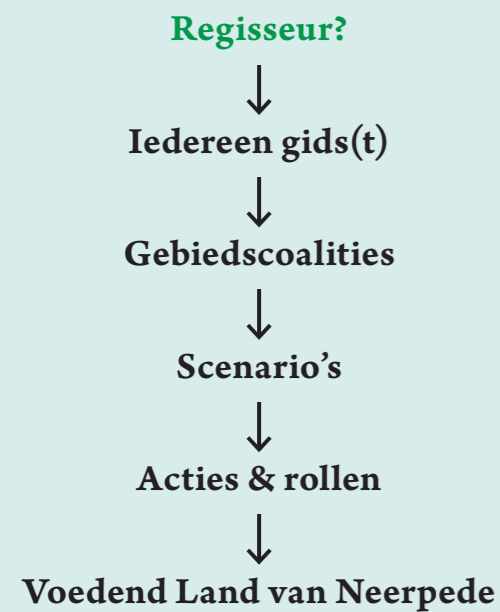 Regisseur?
Iedereen gids(t)
Gebiedscoalities
Scenario’s
Acties & rollen
Voedend Land van Neerpede